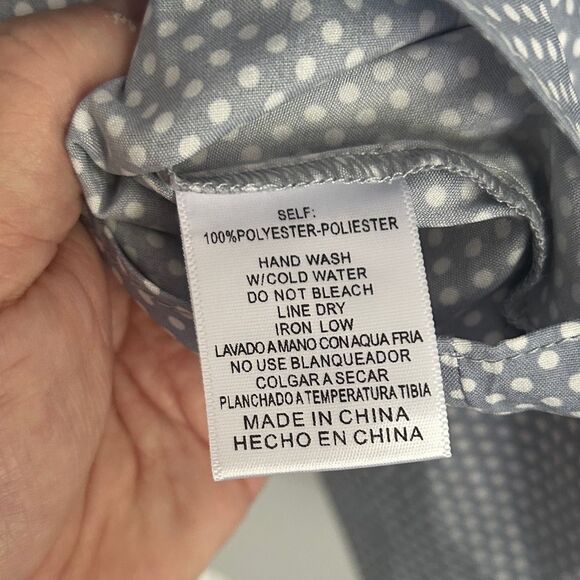 SELF:
100%POLYESTER-POLIESTER
HAND WASH
W/COLD WATER
DO NOT BLEACH
LINE DRY
IRON LOW
LAVADO A MANO CON AQUA FRIA
NO USE BLANQUEADOR
COLGAR A SECAR
PLANCHADO A TEMPERATURA TIBIA
MADE IN CHINA
HECHO EN CHINA